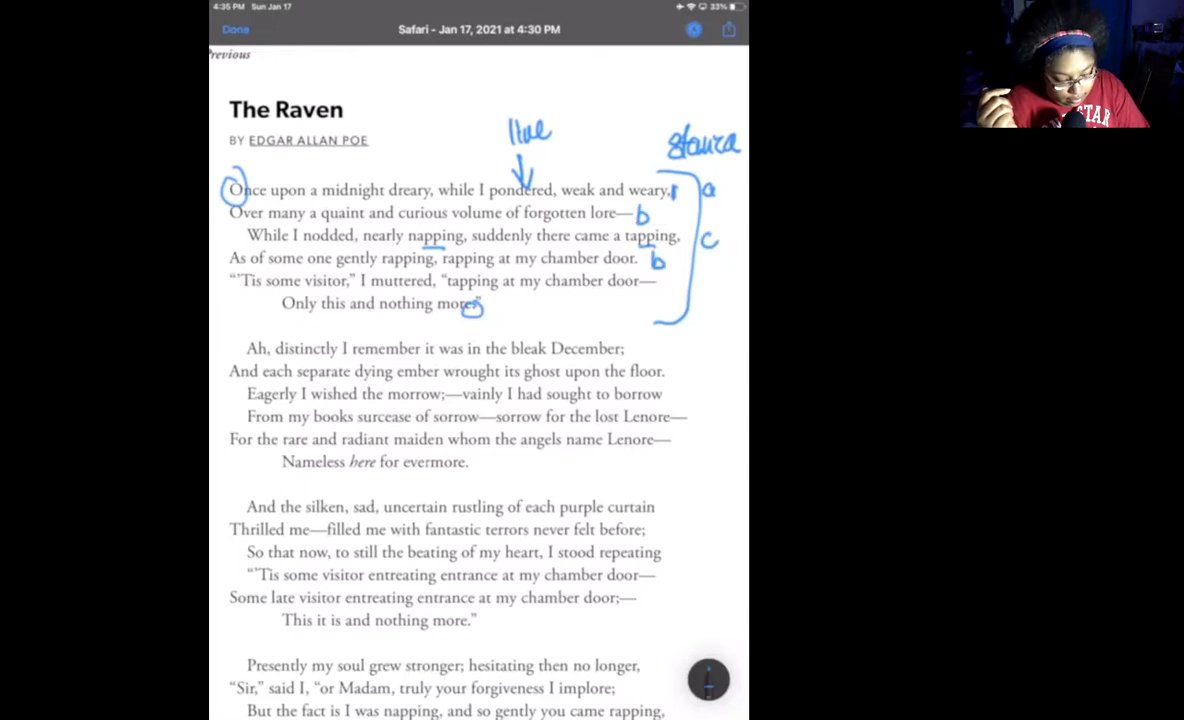 4:35 PM Sun Jan 17
33%
Done
Safari - Jan 17, 2021 at 4:30 PM
revious
The Raven
BY EDGAR ALLAN POE
line
stanza
Once upon a midnight dreary, while I pondered, weak and weary, a
Over many a quaint and curious volume of forgotten lore— b
While I nodded, nearly napping, suddenly there came a tapping, c
As of some one gently rapping, rapping at my chamber door. b
“’Tis some visitor,” I muttered, “tapping at my chamber door—
Only this and nothing more.”
Ah, distinctly I remember it was in the bleak December;
And each separate dying ember wrought its ghost upon the floor.
Eagerly I wished the morrow;—vainly I had sought to borrow
From my books surcease of sorrow—sorrow for the lost Lenore—
For the rare and radiant maiden whom the angels name Lenore—
Nameless here for evermore.
And the silken, sad, uncertain rustling of each purple curtain
Thrilled me—filled me with fantastic terrors never felt before;
So that now, to still the beating of my heart, I stood repeating
“’Tis some visitor entreating entrance at my chamber door—
Some late visitor entreating entrance at my chamber door;—
This it is and nothing more.”
Presently my soul grew stronger; hesitating then no longer,
“Sir,” said I, “or Madam, truly your forgiveness I implore;
But the fact is I was napping, and so gently you came rapping,
STAR